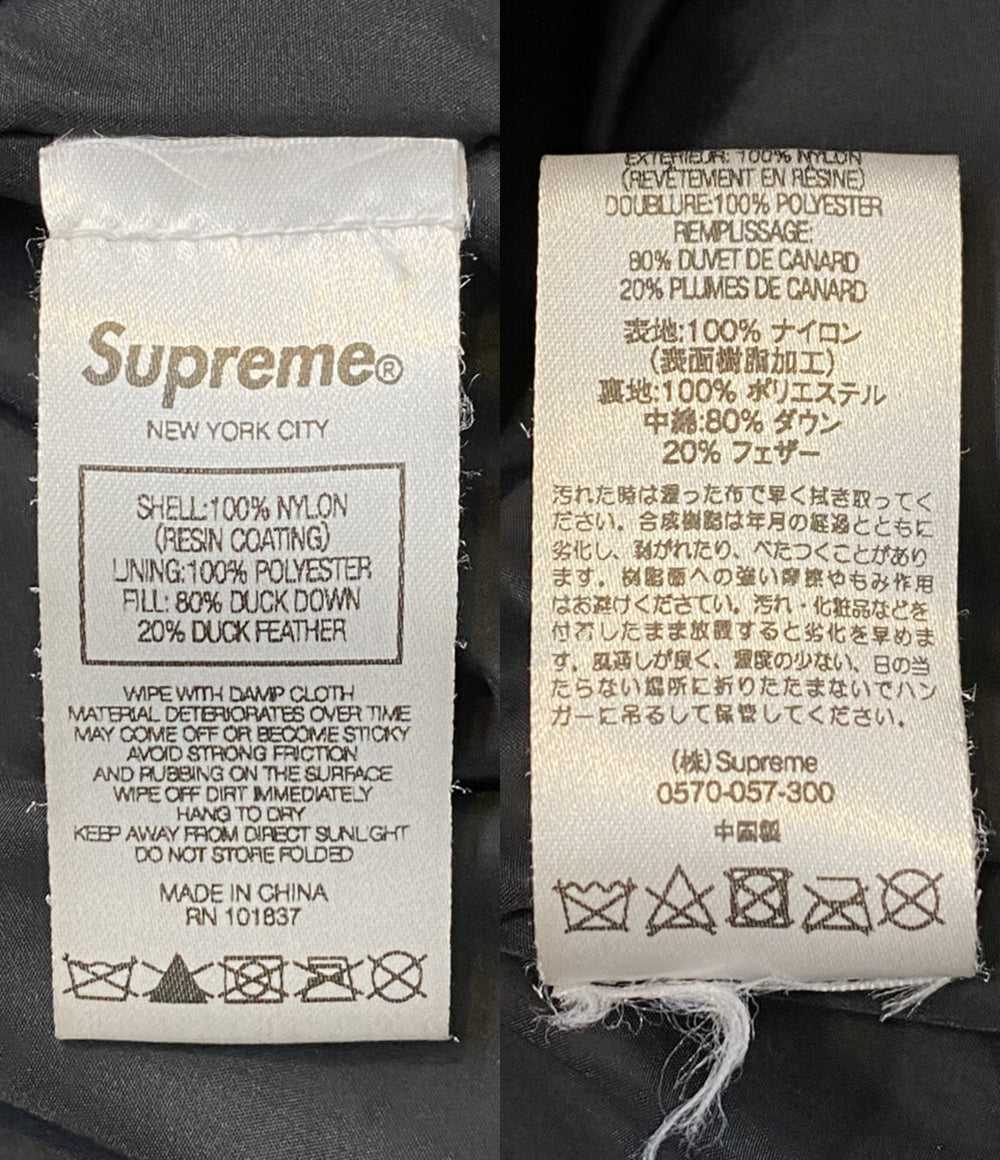 Supreme®
NEW YORK CITY
SHELL:100% NYLON
(RESIN COATING)
LINING:100% POLYESTER
FILL: 80% DUCK DOWN
20% DUCK FEATHER
WIPE WITH DAMP CLOTH
MATERIAL DETERIORATES OVER TIME
MAY COME OFF OR BECOME STICKY
AVOID STRONG FRICTION
AND RUBBING ON THE SURFACE
WIPE OFF DIRT IMMEDIATELY
HANG TO DRY
KEEP AWAY FROM DIRECT SUNLIGHT
DO NOT STORE FOLDED
MADE IN CHINA
RN 101837
EXTÉRIEUR: 100% NYLON
(REVÊTEMENT EN RÉSINE)
DOUBLURE:100% POLYESTER
REMPLISSAGE:
80% DUVET DE CANARD
20% PLUMES DE CANARD
表地:100% ナイロン
(表面樹脂加工)
裏地:100% ポリエステル
中綿:80% ダウン
20% フェザー
汚れた時は湿った布で早く拭き取ってく
ださい。合成樹脂は年月の経過とともに
劣化し、剥がれたり、べたつくことがあり
ます。樹脂面への強い摩擦やもみ作用
はお避けくださてい。汚れ・化粧品などを
付着したまま放置すると劣化を早めま
す。風通しが良く、湿度の少ない、日の当
たらない場所に折りたたまないでハン
ガーに吊るして保管してください。
(株)Supreme
0570-057-300
中国製